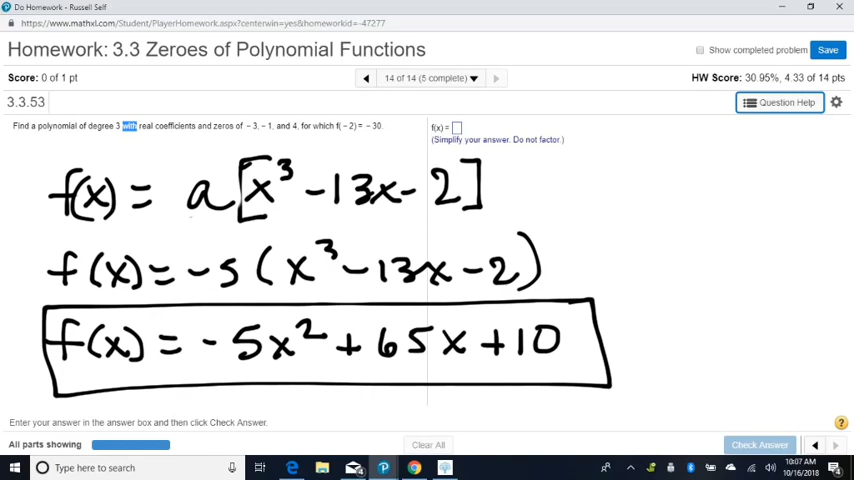 Do Homework - Russell Self
https://www.mathxl.com/Student/PlayerHomework.aspx?centerwin=yes&homeworkid=-47277
Homework: 3.3 Zeroes of Polynomial Functions
Show completed problem
Save
Score: 0 of 1 pt
14 of 14 (5 complete)
HW Score: 30.95%, 4.33 of 14 pts
3.3.53
Question Help
Find a polynomial of degree 3 with real coefficients and zeros of −3, −1, and 4, for which f(−2) = −30.
f(x) =
(Simplify your answer. Do not factor.)
f(x) = a[x³ - 13x - 2]
f(x) = -5(x³ - 13x - 2)
f(x) = -5x² + 65x + 10
Enter your answer in the answer box and then click Check Answer.
?
All parts showing
Clear All
Check Answer
Type here to search
10:07 AM
10/16/2018